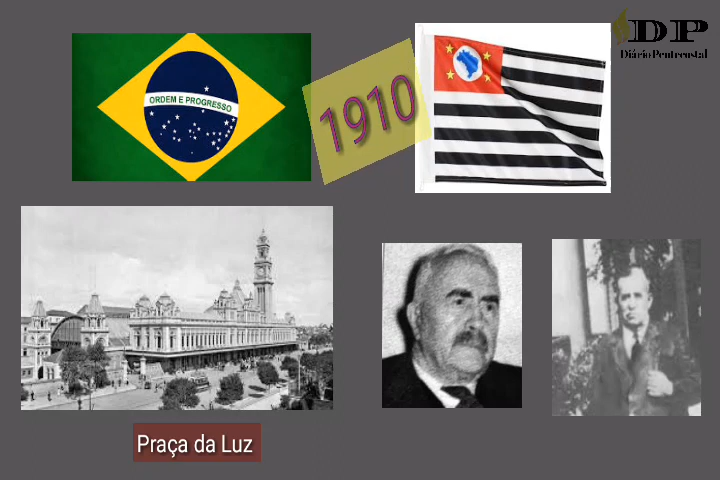 DP
Diário Pentecostal
ORDEM E PROGRESSO
1910
Praça da Luz